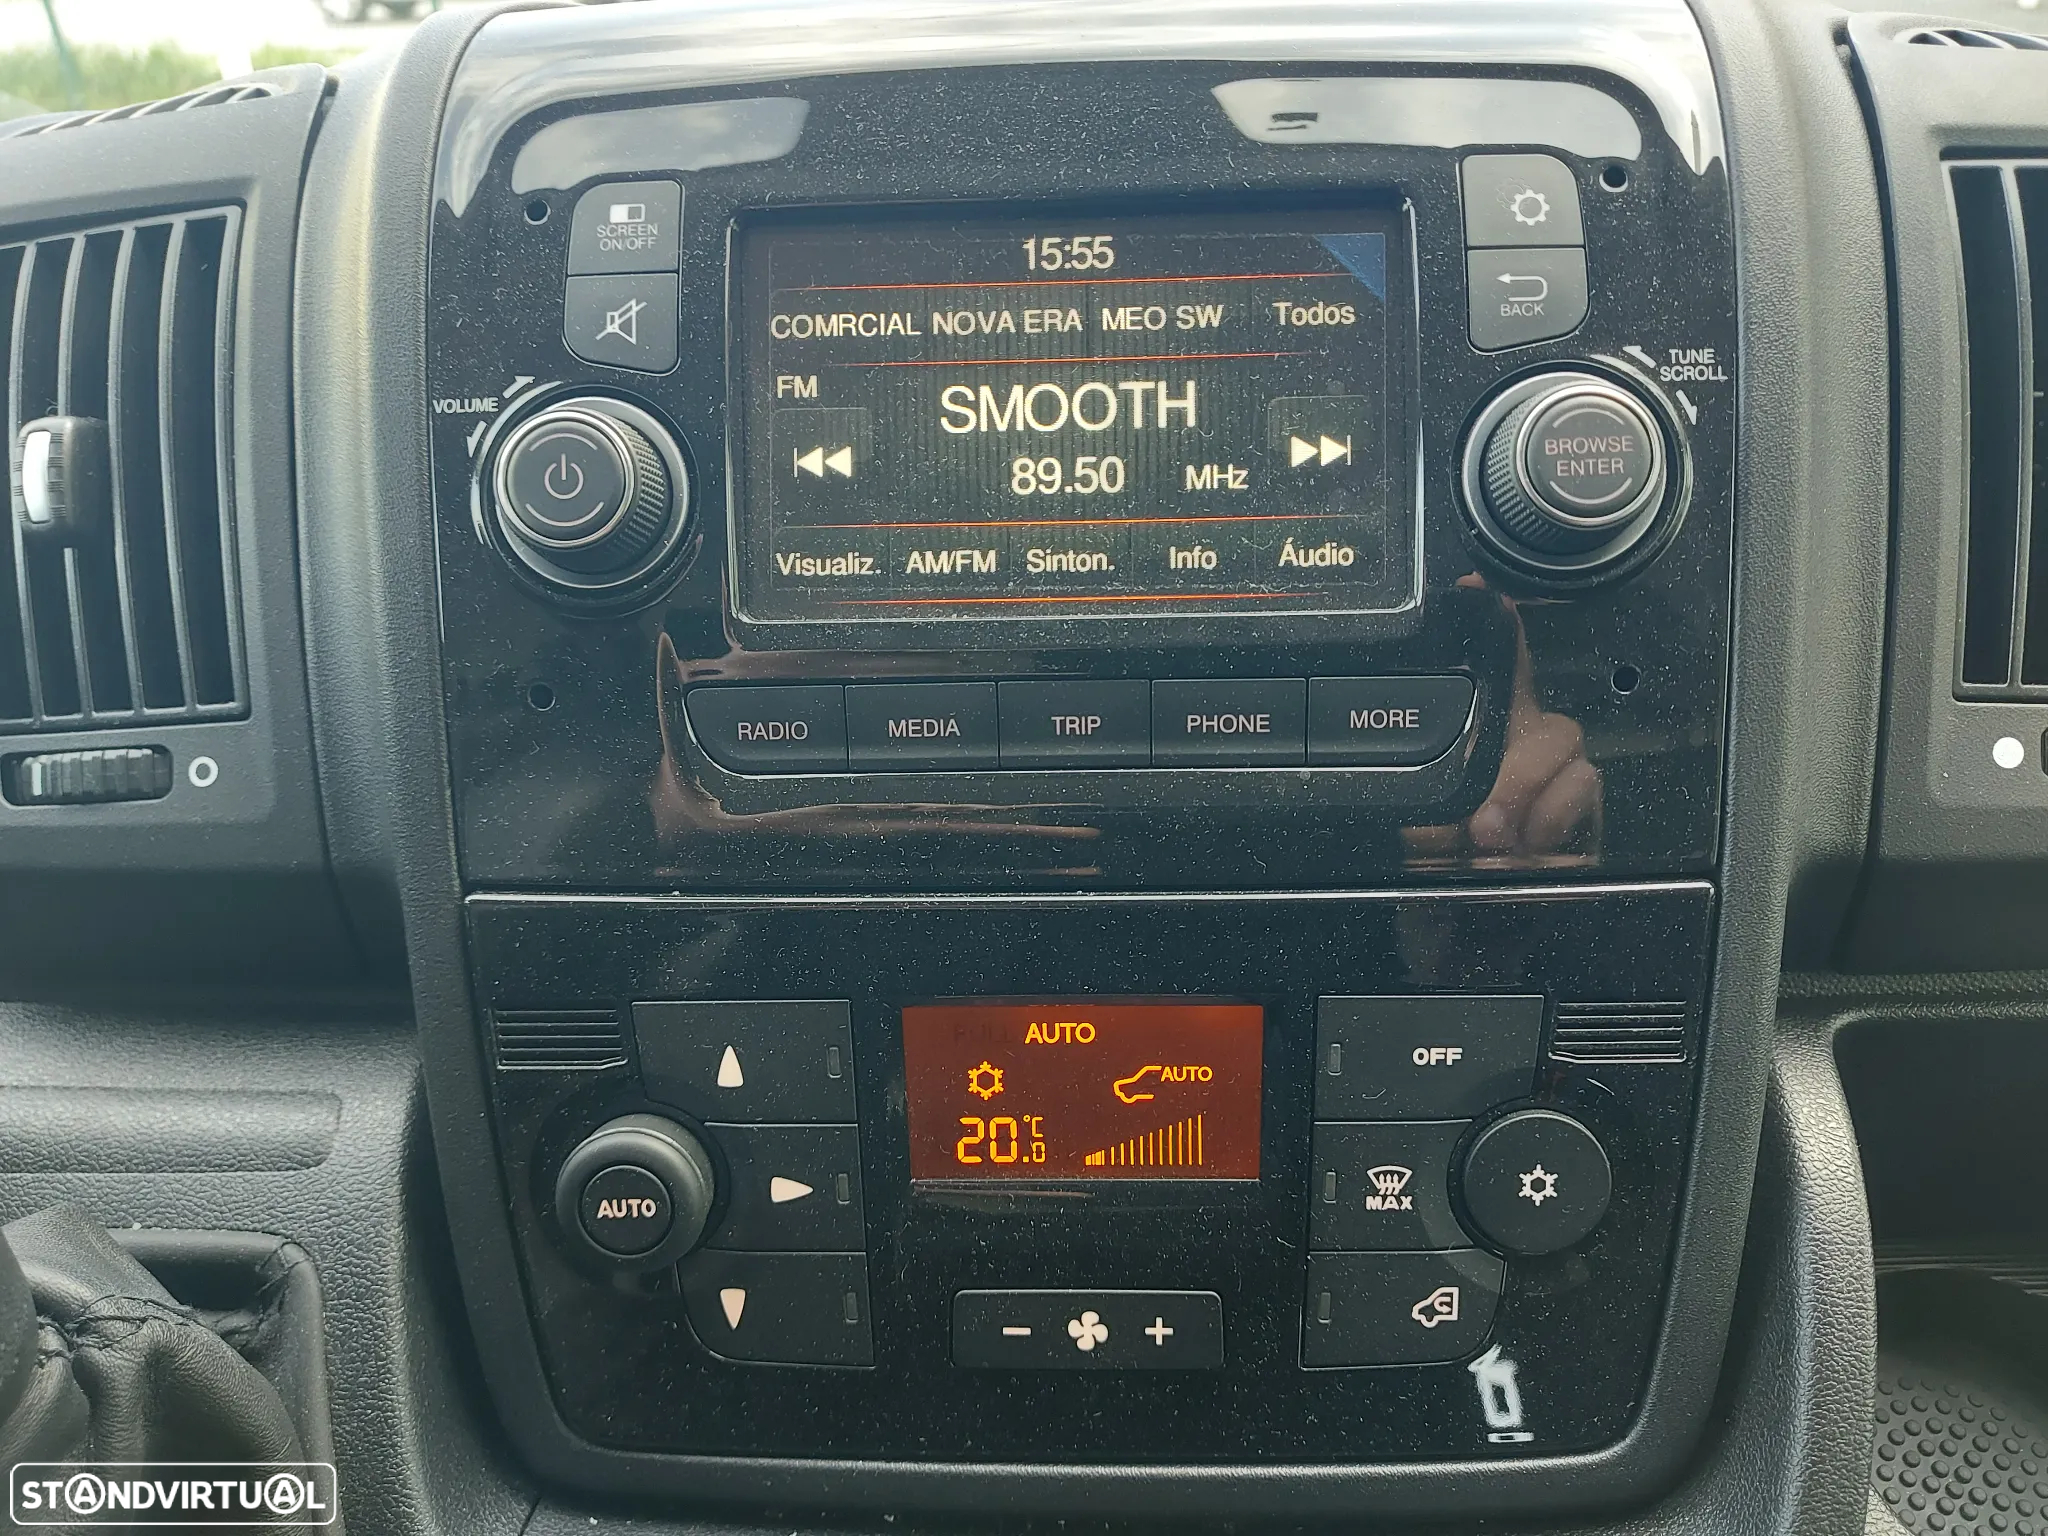 SCREEN
ON/OFF
VOLUME
15:55
COMRCIAL NOVA ERA MEO SW Todos
FM
SMOOTH
89.50 MHz
Visualiz. AM/FM Sinton. Info Áudio
BACK
TUNE
SCROLL
BROWSE
ENTER
RADIO MEDIA TRIP PHONE MORE
AUTO
AUTO
20.0 °C
AUTO
OFF
MAX
- +
STANDVIRTUAL